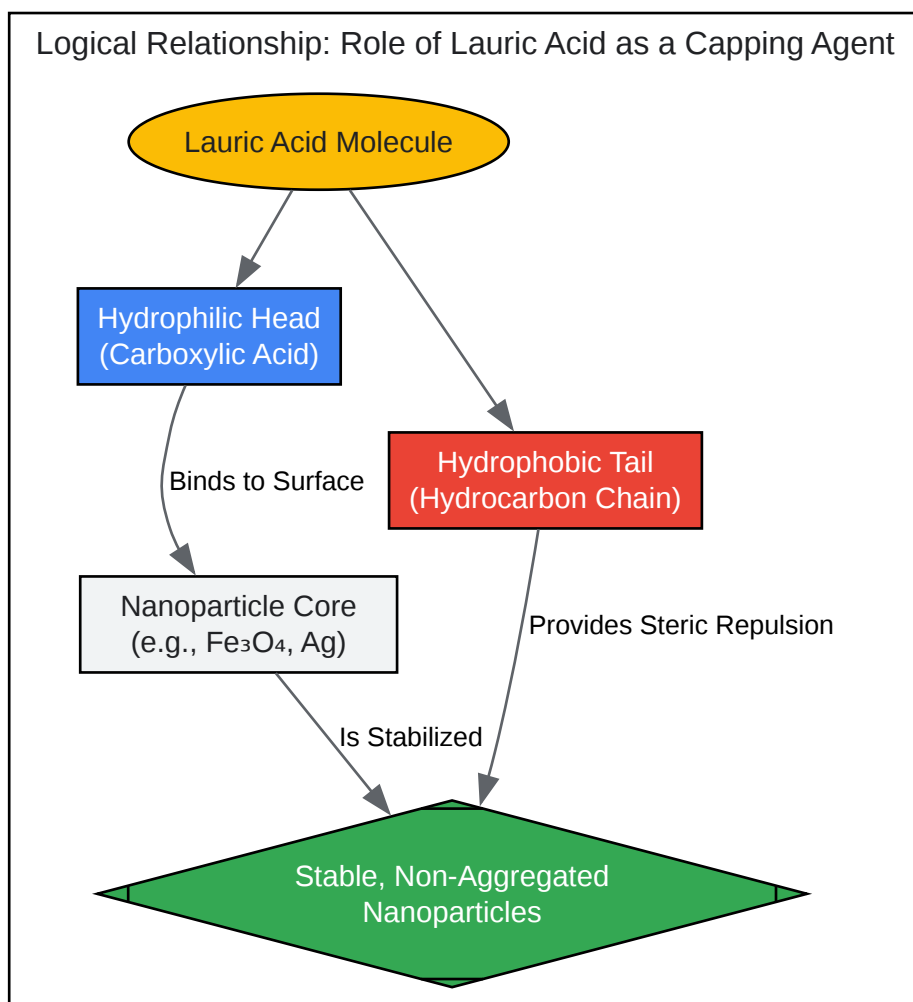 Logical Relationship: Role of Lauric Acid as a Capping Agent
Lauric Acid Molecule
Hydrophilic Head
(Carboxylic Acid)
Hydrophobic Tail
(Hydrocarbon Chain)
Binds to Surface
Nanoparticle Core
(e.g., Fe₃O₄, Ag)
Provides Steric Repulsion
Is Stabilized
Stable, Non-Aggregated
Nanoparticles